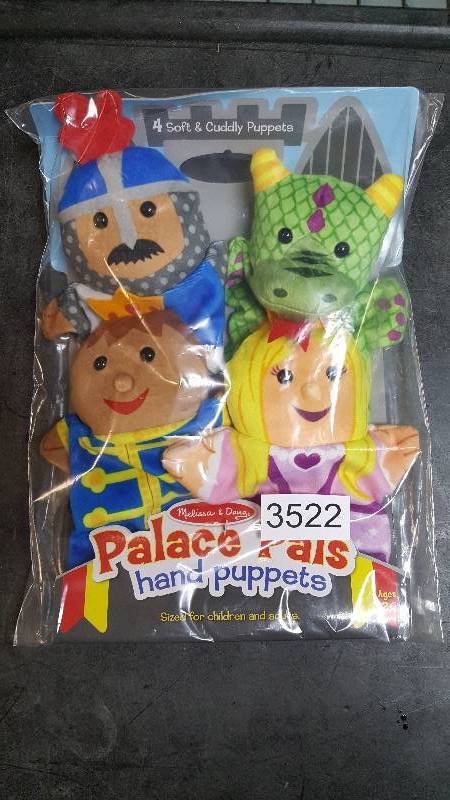 4 Soft & Cuddly Puppets
Melissa & Doug
3522
Palace Pals
hand puppets
Sized for children and adults.
Ages